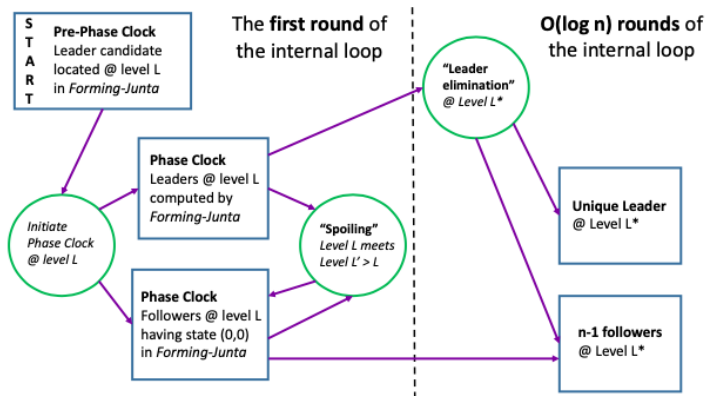 START
Pre-Phase Clock
Leader candidate
located @ level L
in Forming-Junta
The first round of
the internal loop
O(log n) rounds of
the internal loop
"Leader
elimination"
@ Level L*
Phase Clock
Leaders @ level L
computed by
Forming-Junta
Initiate
Phase Clock
@ level L
"Spoiling"
Level L meets
Level L' > L
Phase Clock
Followers @ level L
having state (0,0)
in Forming-Junta
Unique Leader
@ Level L*
n-1 followers
@ Level L*